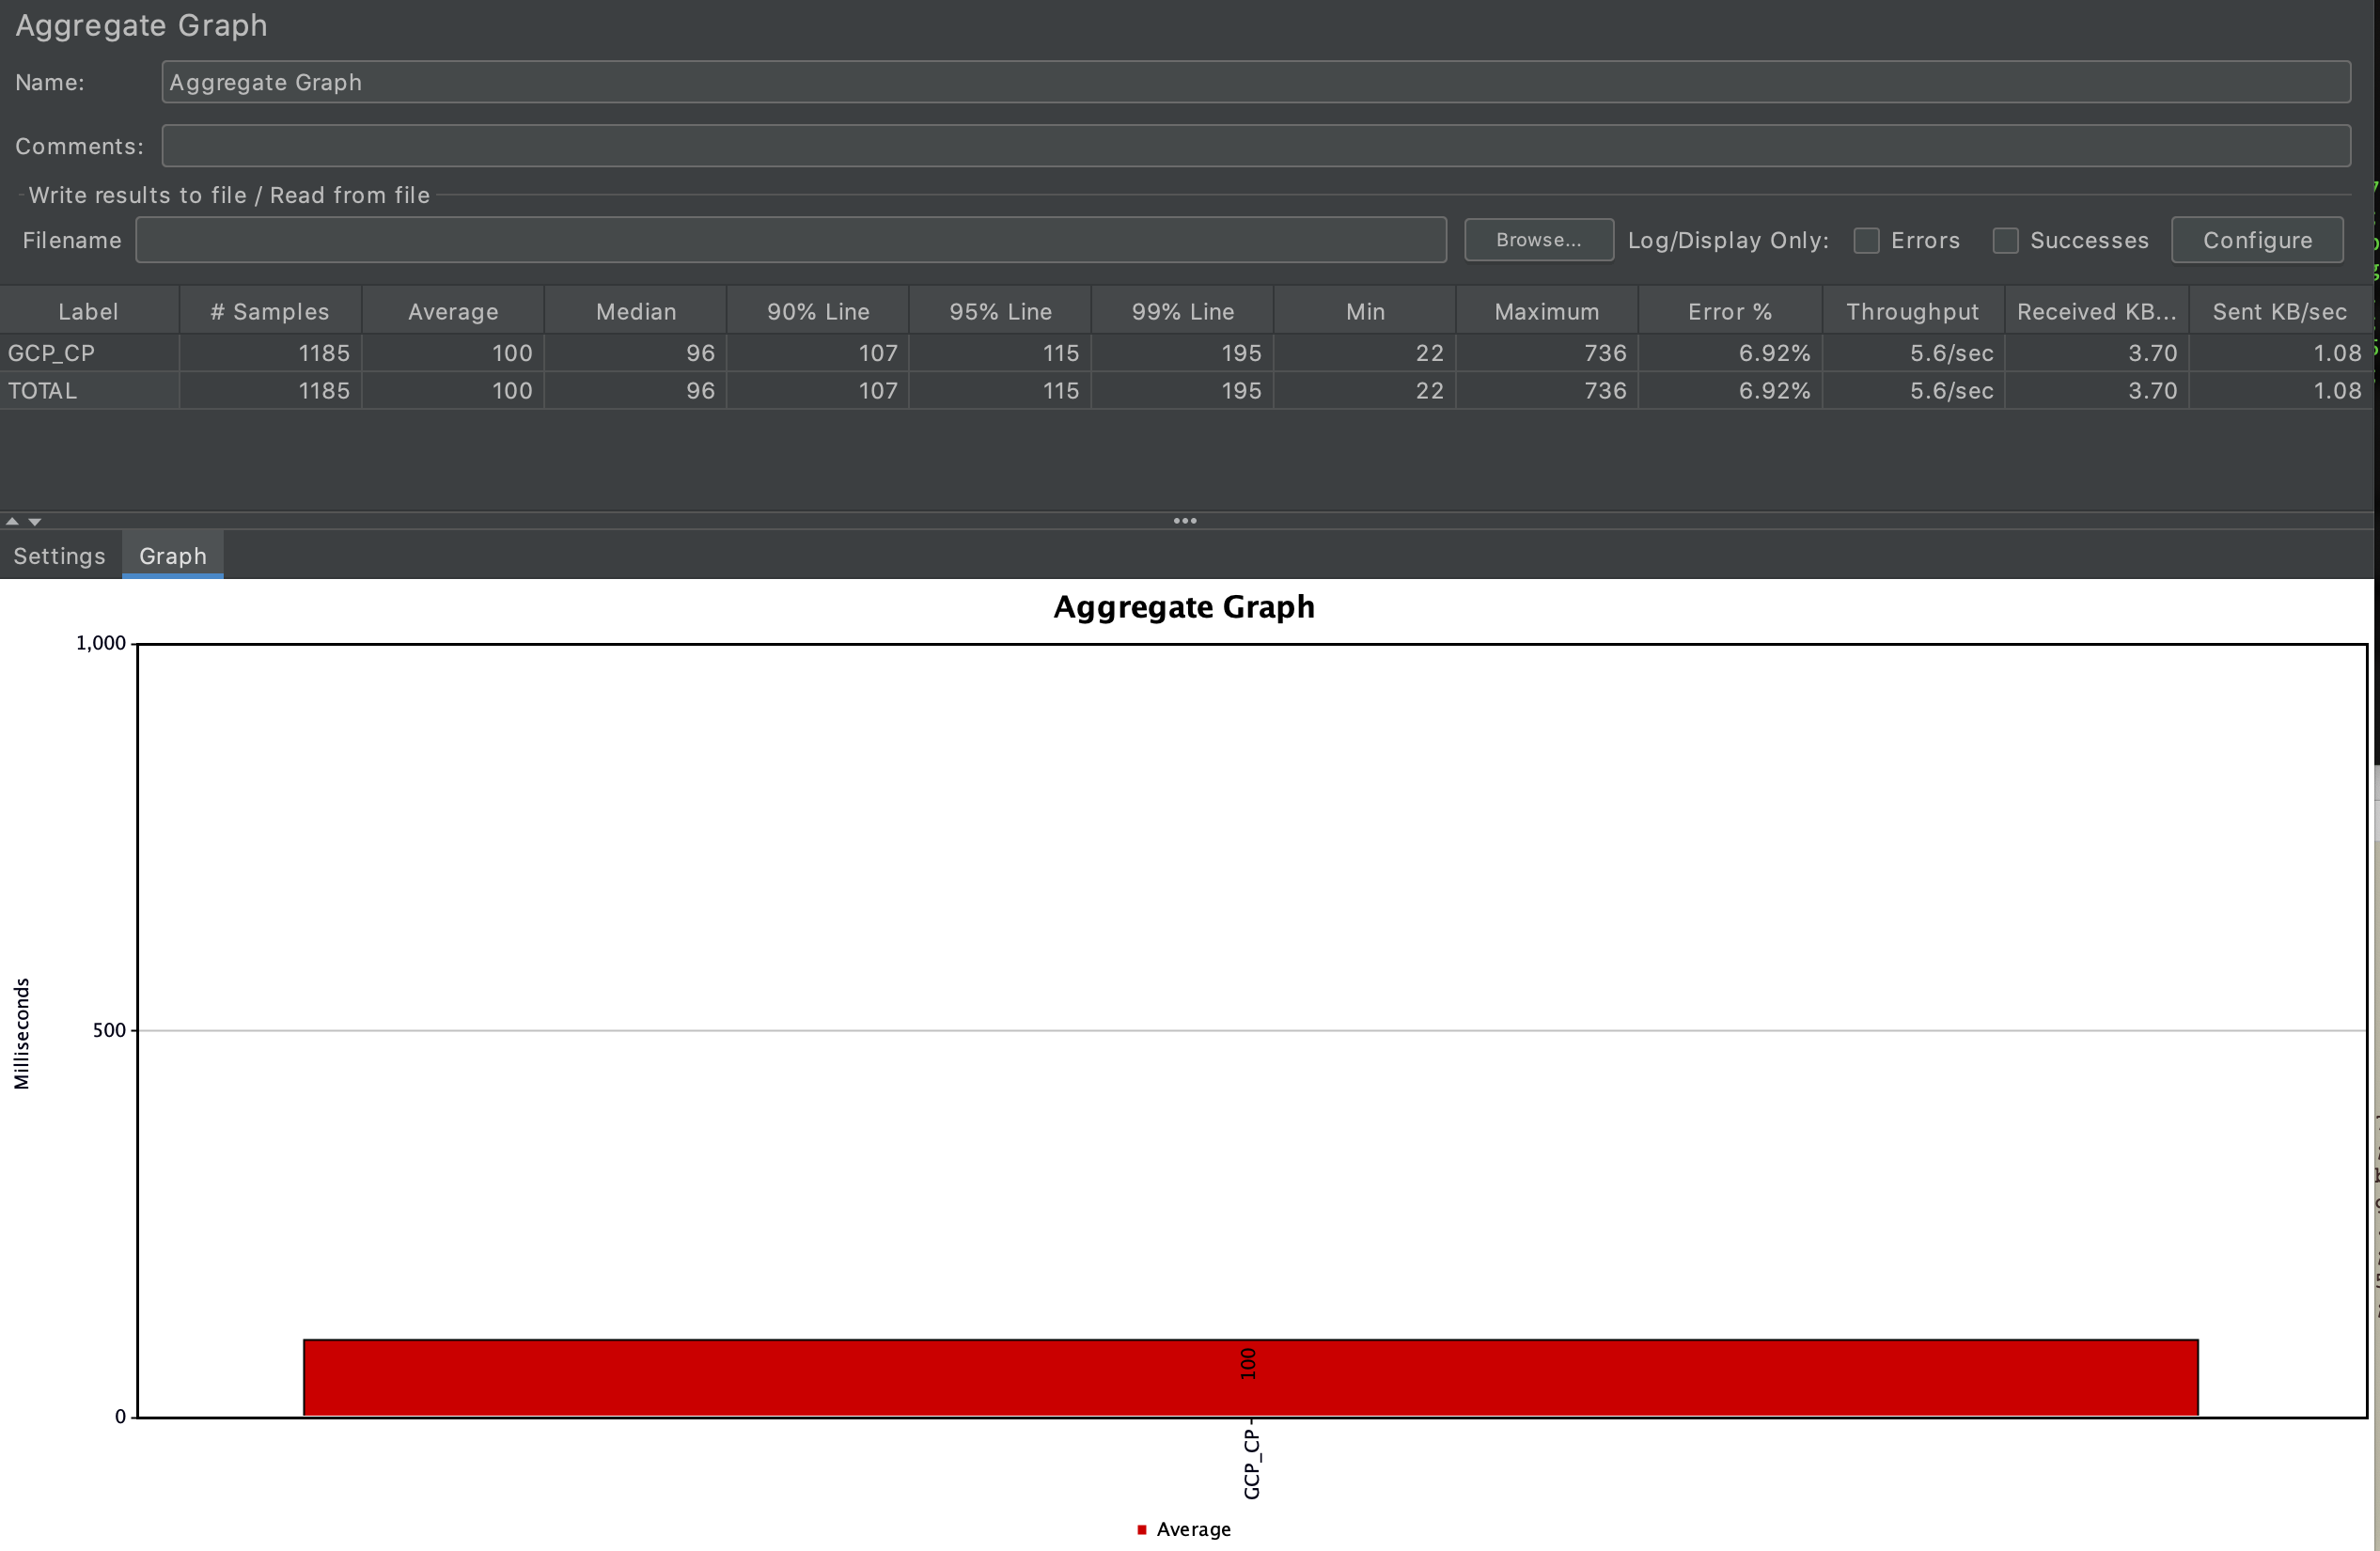 Aggregate Graph
Name: Aggregate Graph
Comments:
Write results to file / Read from file
Filename Browse... Log/Display Only: Errors Successes Configure
Label # Samples Average Median 90% Line 95% Line 99% Line Min Maximum Error % Throughput Received KB... Sent KB/sec
GCP_CP 1185 100 96 107 115 195 22 736 6.92% 5.6/sec 3.70 1.08
TOTAL 1185 100 96 107 115 195 22 736 6.92% 5.6/sec 3.70 1.08
Settings Graph
Aggregate Graph
1,000
500
0
Milliseconds
100
GCP_CP
Average